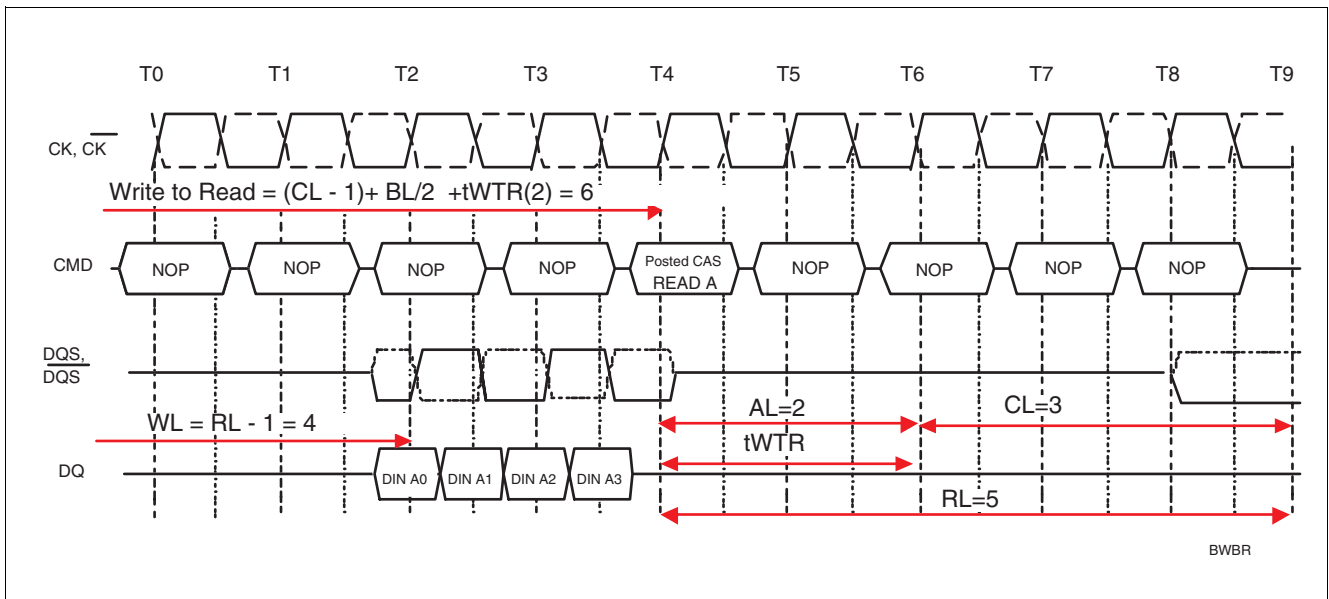 T0 T1 T2 T3 T4 T5 T6 T7 T8 T9
CK, C̅K̅
Write to Read = (CL - 1)+ BL/2 +tWTR(2) = 6
CMD NOP NOP NOP NOP Posted CAS READ A NOP NOP NOP NOP
DQS,
D̅Q̅S̅
WL = RL - 1 = 4
AL=2
CL=3
tWTR
DQ DIN A0 DIN A1 DIN A2 DIN A3
RL=5
BWBR